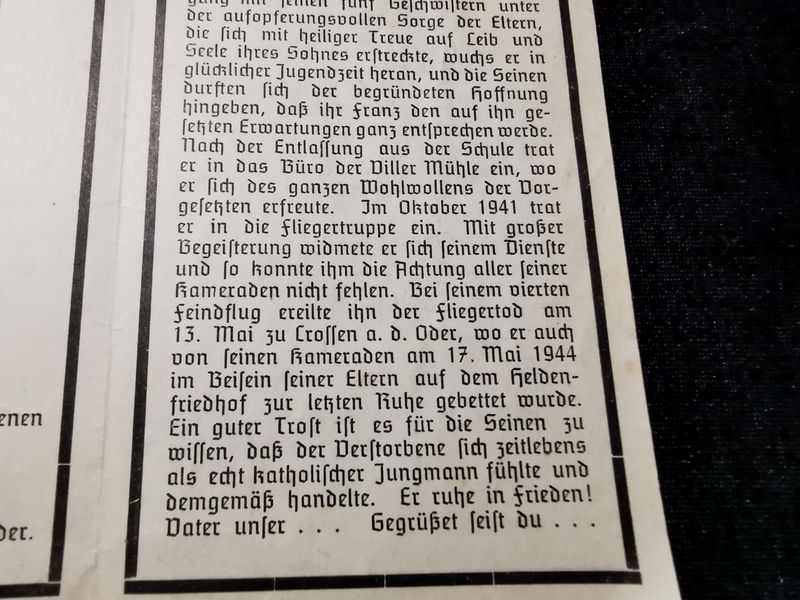 gung mit seinen fünf Geschwistern unter
der aufopferungsvollen Sorge der Eltern,
die sich mit heiliger Treue auf Leib und
Seele ihres Sohnes erstreckte, wuchs er in
glücklicher Jugendzeit heran, und die Seinen
durften sich der begründeten Hoffnung
hingeben, daß ihr Franz den auf ihn ge-
setzten Erwartungen ganz entsprechen werde.
Nach der Entlassung aus der Schule trat
er in das Büro der Viller Mühle ein, wo
er sich des ganzen Wohlwollens der Vor-
gesetzten erfreute. Im Oktober 1941 trat
er in die Fliegertruppe ein. Mit großer
Begeisterung widmete er sich seinem Dienste
und so konnte ihm die Achtung aller seiner
Kameraden nicht fehlen. Bei seinem vierten
Feindflug ereilte ihn der Fliegertod am
13. Mai zu Crossen a. d. Oder, wo er auch
von seinen Kameraden am 17. Mai 1944
im Beisein seiner Eltern auf dem Helden-
friedhof zur letzten Ruhe gebettet wurde.
Ein guter Trost ist es für die Seinen zu
wissen, daß der Verstorbene sich zeitlebens
als echt katholischer Jungmann fühlte und
demgemäß handelte. Er ruhe in Frieden!
Vater unser . . . Gegrüßet seist du . . .
enen
der.